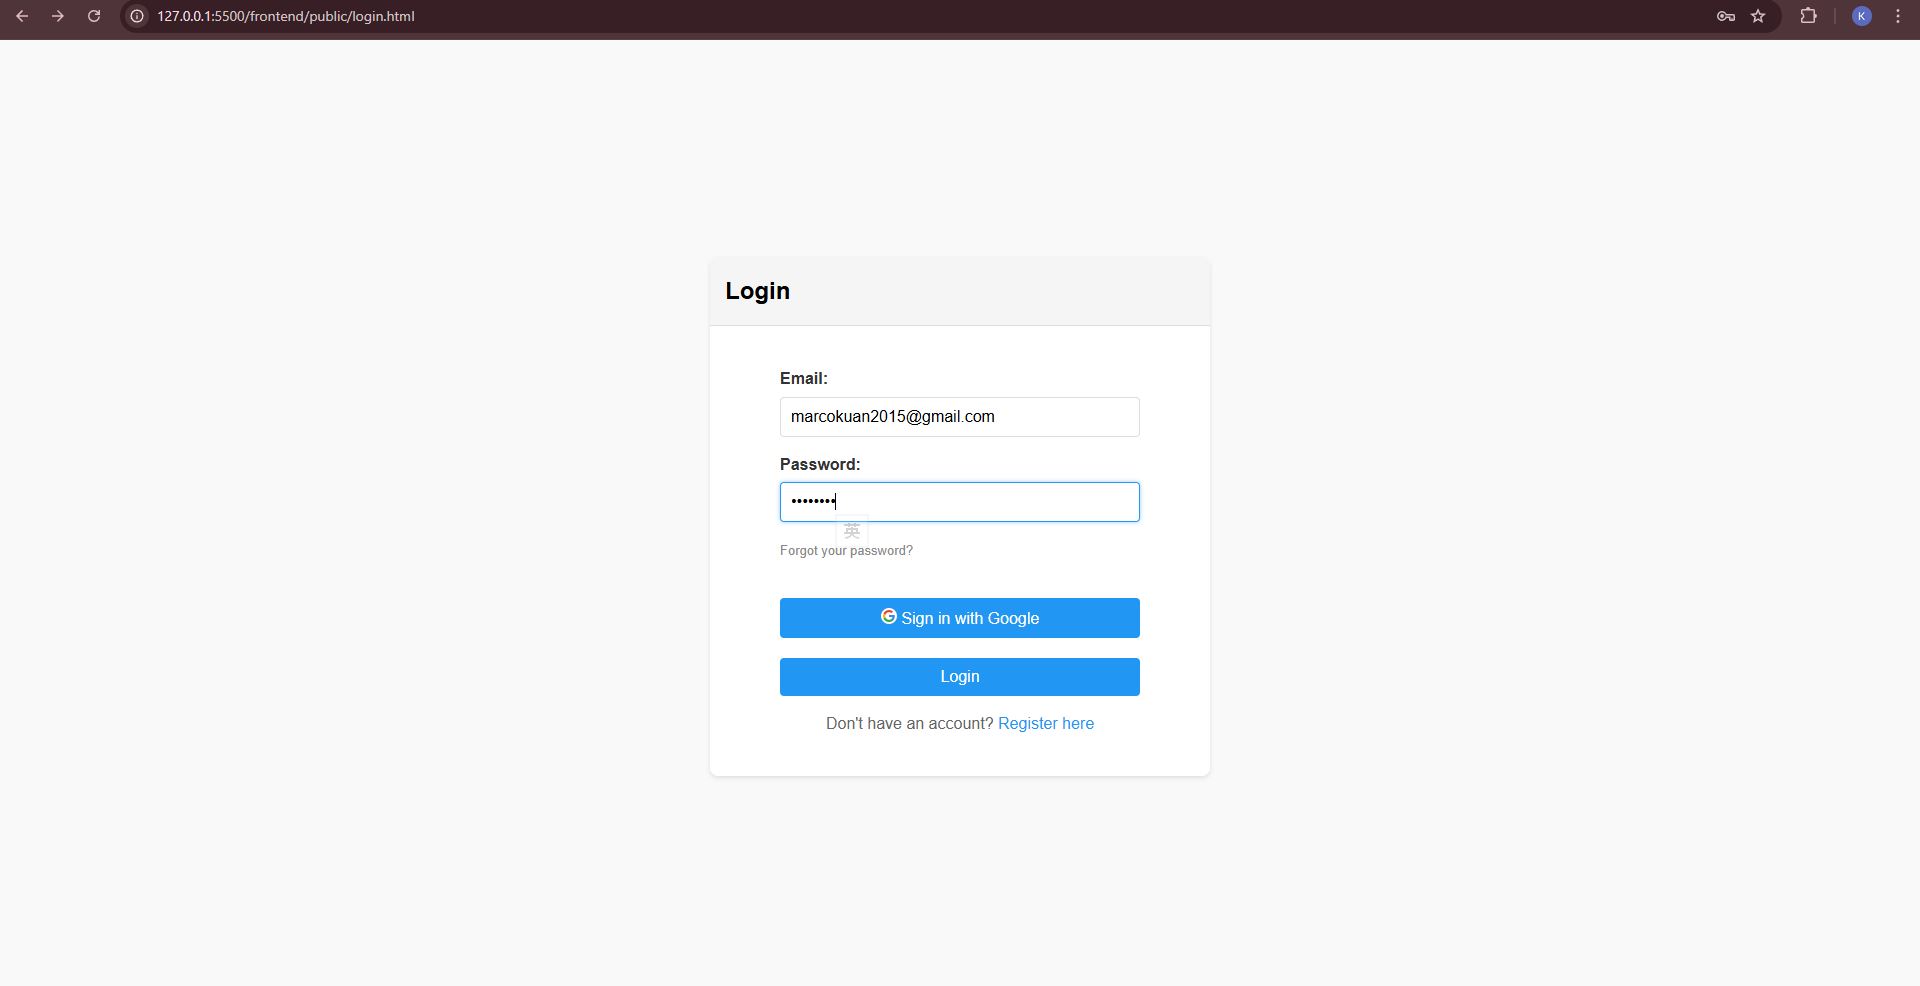 127.0.0.1:5500/frontend/public/login.html
K
Login
Email:
marcokuan2015@gmail.com
Password:
••••••••
英
Forgot your password?
Sign in with Google
Login
Don't have an account? Register here